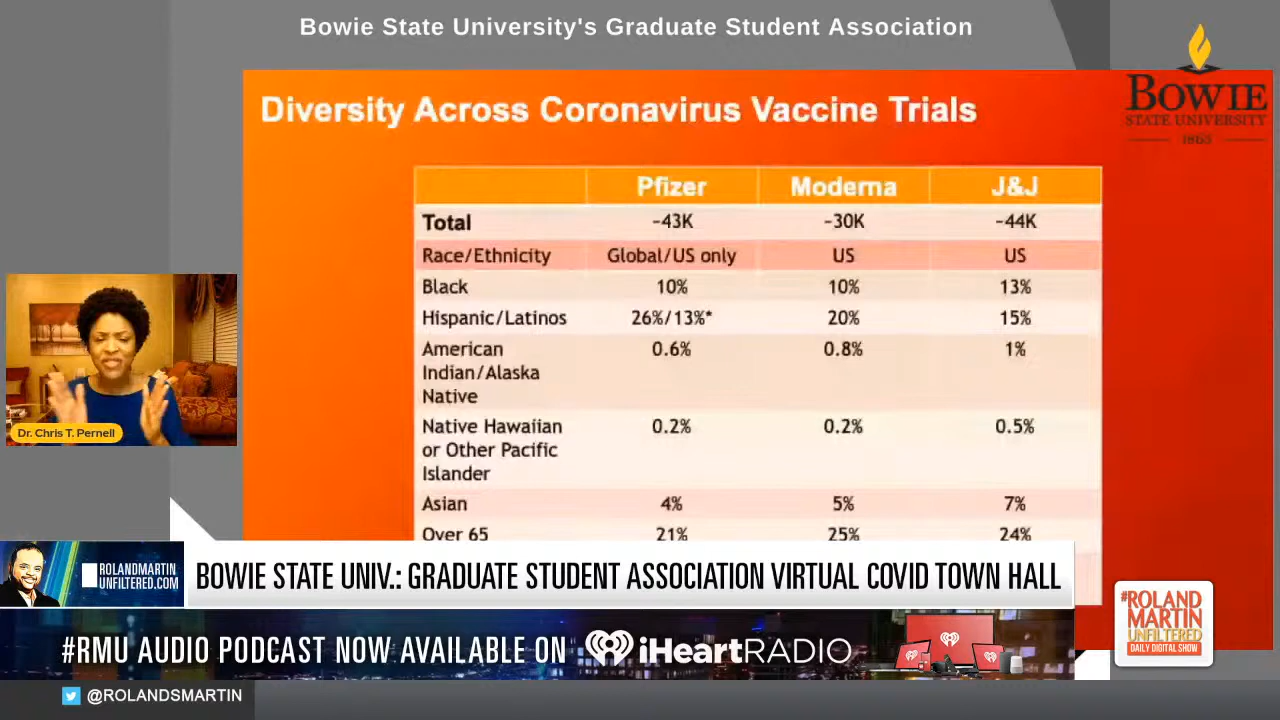 Bowie State University's Graduate Student Association
BOWIE
STATE UNIVERSITY
1865
Diversity Across Coronavirus Vaccine Trials
Pfizer Moderna J&J
Total ~43K ~30K ~44K
Race/Ethnicity Global/US only US US
Black 10% 10% 13%
Hispanic/Latinos 26%/13%* 20% 15%
American
Indian/Alaska
Native 0.6% 0.8% 1%
Native Hawaiian
or Other Pacific
Islander 0.2% 0.2% 0.5%
Asian 4% 5% 7%
Over 65 21% 25% 24%
Dr. Chris T. Pernell
ROLANDMARTIN
UNFILTERED.COM
BOWIE STATE UNIV.: GRADUATE STUDENT ASSOCIATION VIRTUAL COVID TOWN HALL
#RMU AUDIO PODCAST NOW AVAILABLE ON iHeartRADIO
#ROLAND
MARTIN
UNFILTERED
DAILY DIGITAL SHOW
@ROLANDSMARTIN